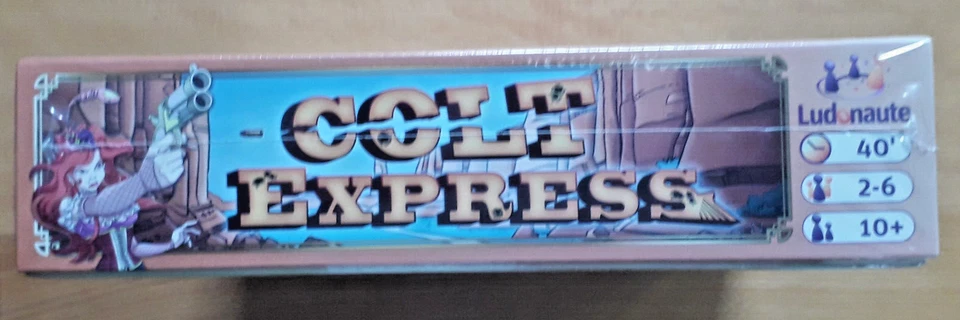 COLT
EXPRESS
Ludonaute
40'
2-6
10+